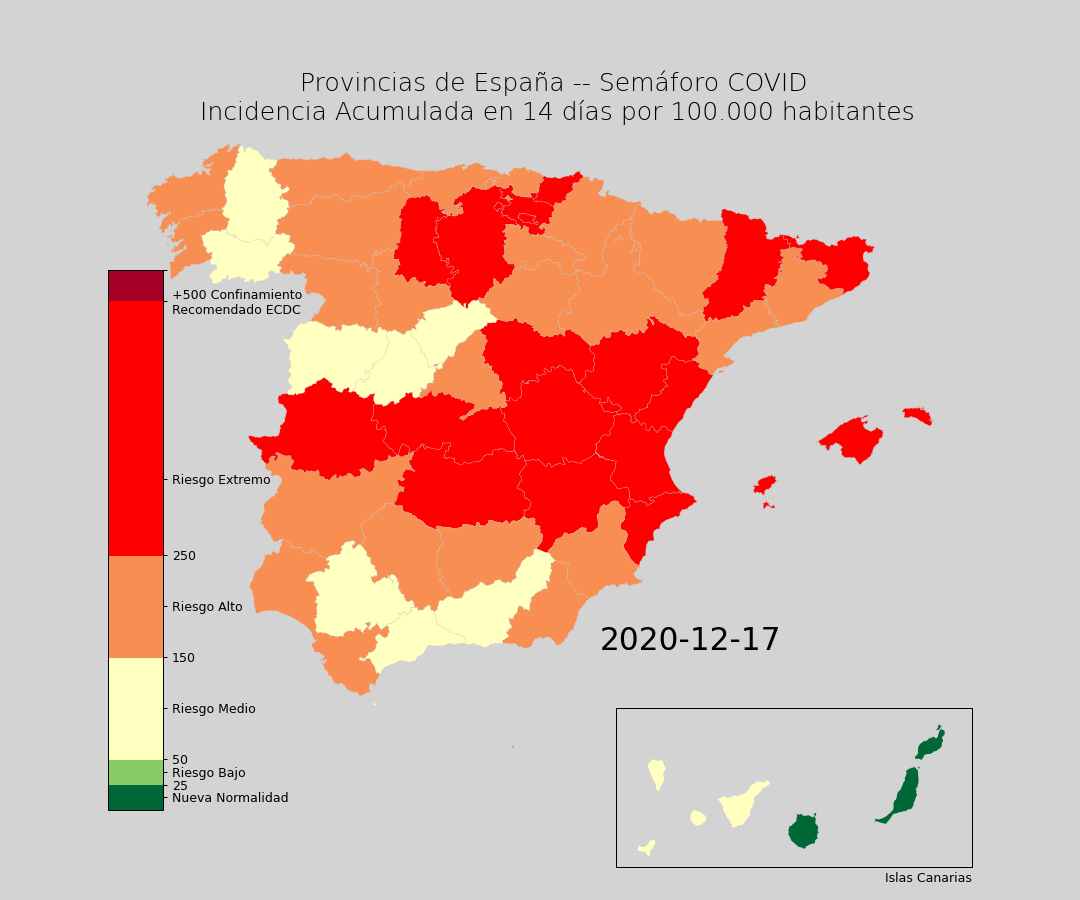 Provincias de España -- Semáforo COVID
Incidencia Acumulada en 14 días por 100.000 habitantes
+500 Confinamiento
Recomendado ECDC
Riesgo Extremo
250
Riesgo Alto
150
Riesgo Medio
50
Riesgo Bajo
25
Nueva Normalidad
2020-12-17
Islas Canarias